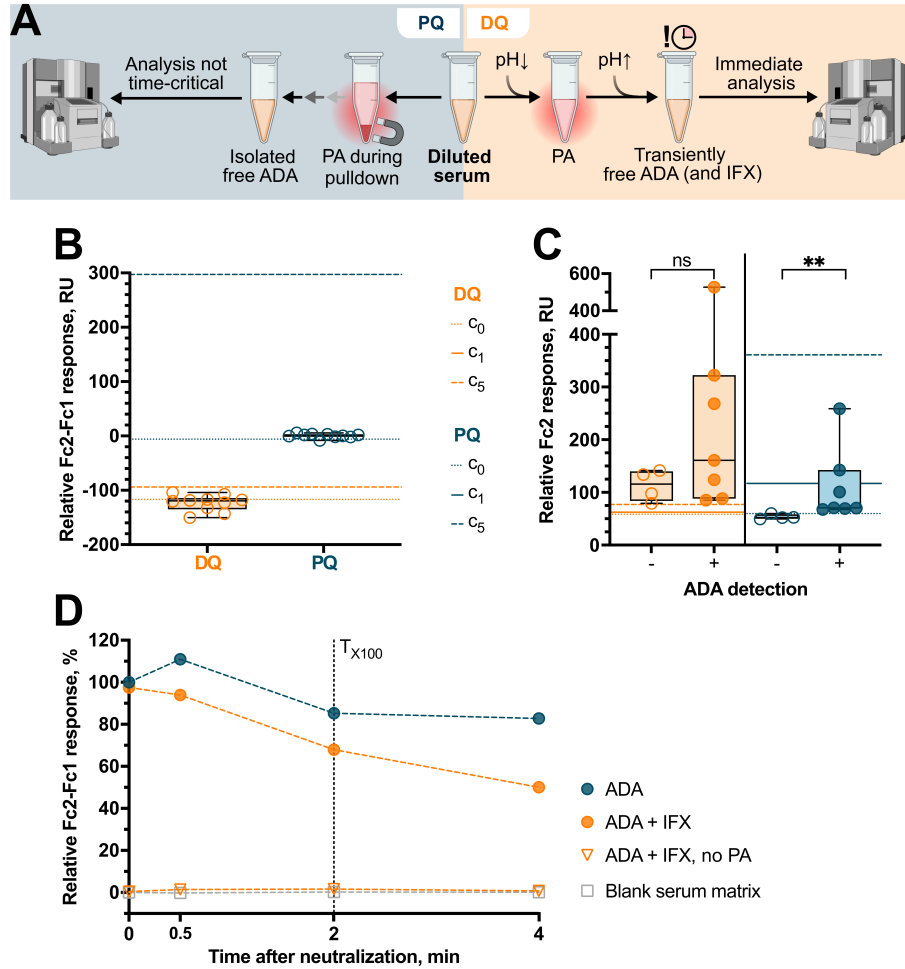 A
PQ
DQ
Analysis not
time-critical
pH↓
pH↑
!
Immediate
analysis
Isolated
free ADA
PA during
pulldown
Diluted
serum
PA
Transiently
free ADA (and IFX)
B
Relative Fc2-Fc1 response, RU
300
200
100
0
-100
-200
DQ
PQ
DQ
c0
c1
c5
PQ
c0
c1
c5
C
Relative Fc2 response, RU
600
400
400
300
200
100
0
ns
**
-
+
-
+
ADA detection
D
Relative Fc2-Fc1 response, %
120
100
80
60
40
20
0
TX100
0
0.5
2
4
Time after neutralization, min
ADA
ADA + IFX
ADA + IFX, no PA
Blank serum matrix